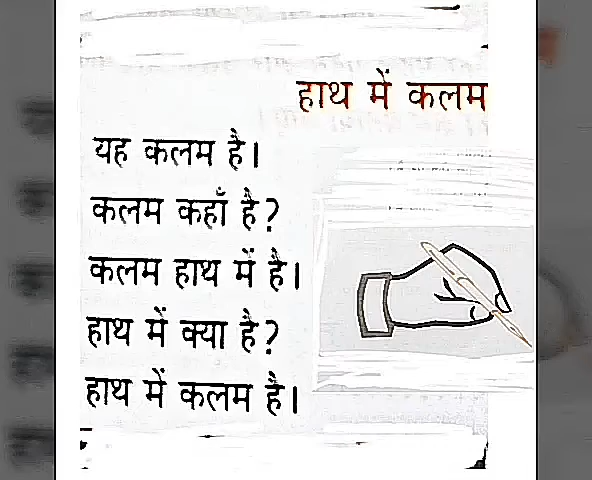 हाथ में कलम
यह कलम है।
कलम कहाँ है?
कलम हाथ में है।
हाथ में क्या है?
हाथ में कलम है।